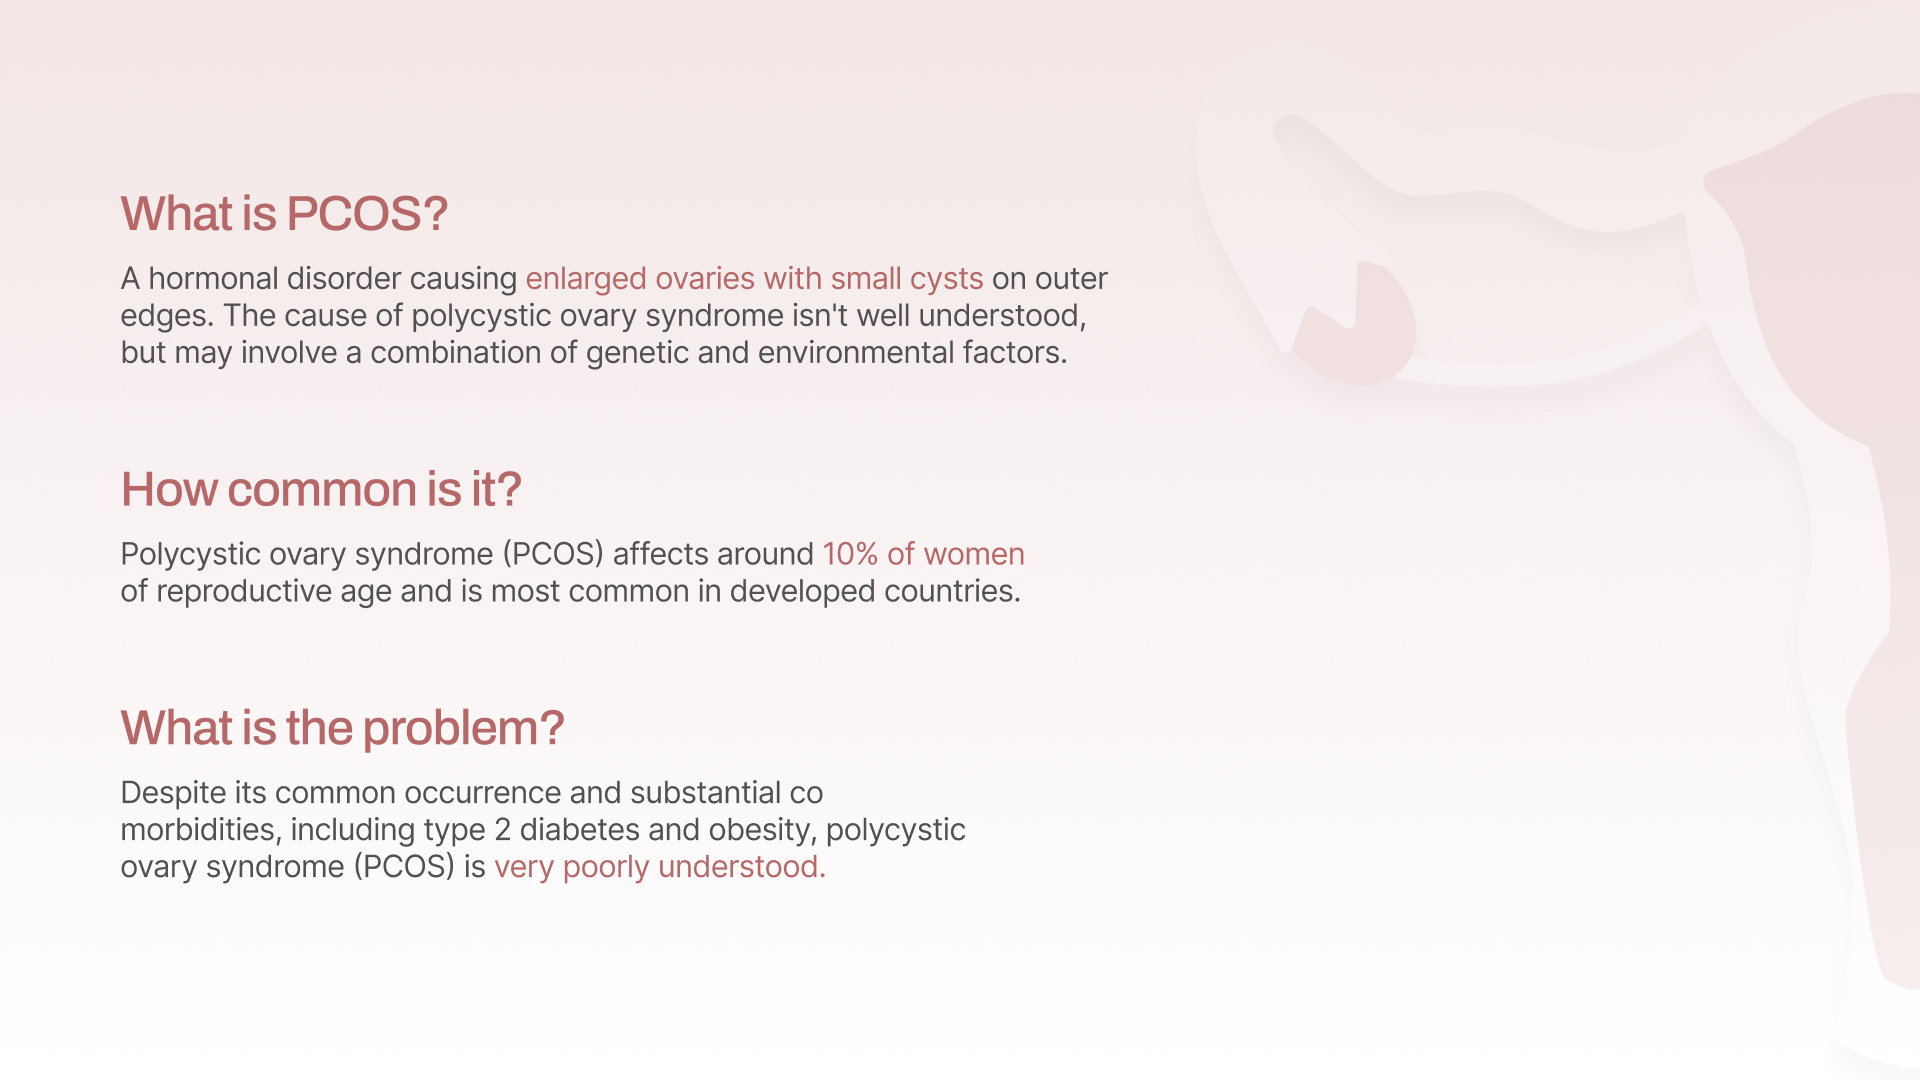 What is PCOS?
A hormonal disorder causing enlarged ovaries with small cysts on outer
edges. The cause of polycystic ovary syndrome isn't well understood,
but may involve a combination of genetic and environmental factors.
How common is it?
Polycystic ovary syndrome (PCOS) affects around 10% of women
of reproductive age and is most common in developed countries.
What is the problem?
Despite its common occurrence and substantial co
morbidities, including type 2 diabetes and obesity, polycystic
ovary syndrome (PCOS) is very poorly understood.